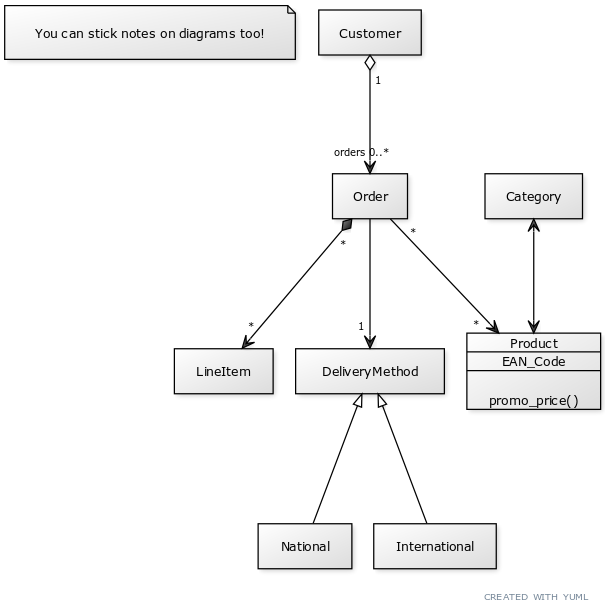 You can stick notes on diagrams too!
Customer
1
orders 0..*
Order
Category
*
*
*
1
*
Product
EAN_Code
promo_price( )
LineItem
DeliveryMethod
National
International
CREATED WITH YUML